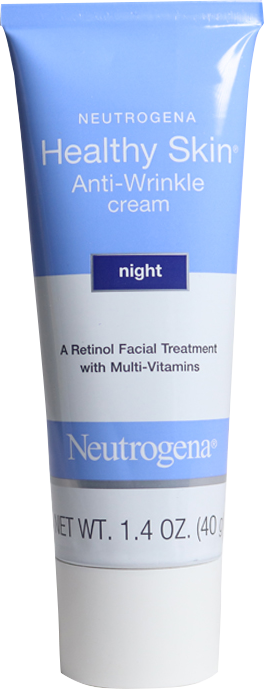 NEUTROGENA
Healthy Skin®
Anti-Wrinkle
cream
night
A Retinol Facial Treatment
with Multi-Vitamins
Neutrogena®
NET WT. 1.4 OZ. (40 g